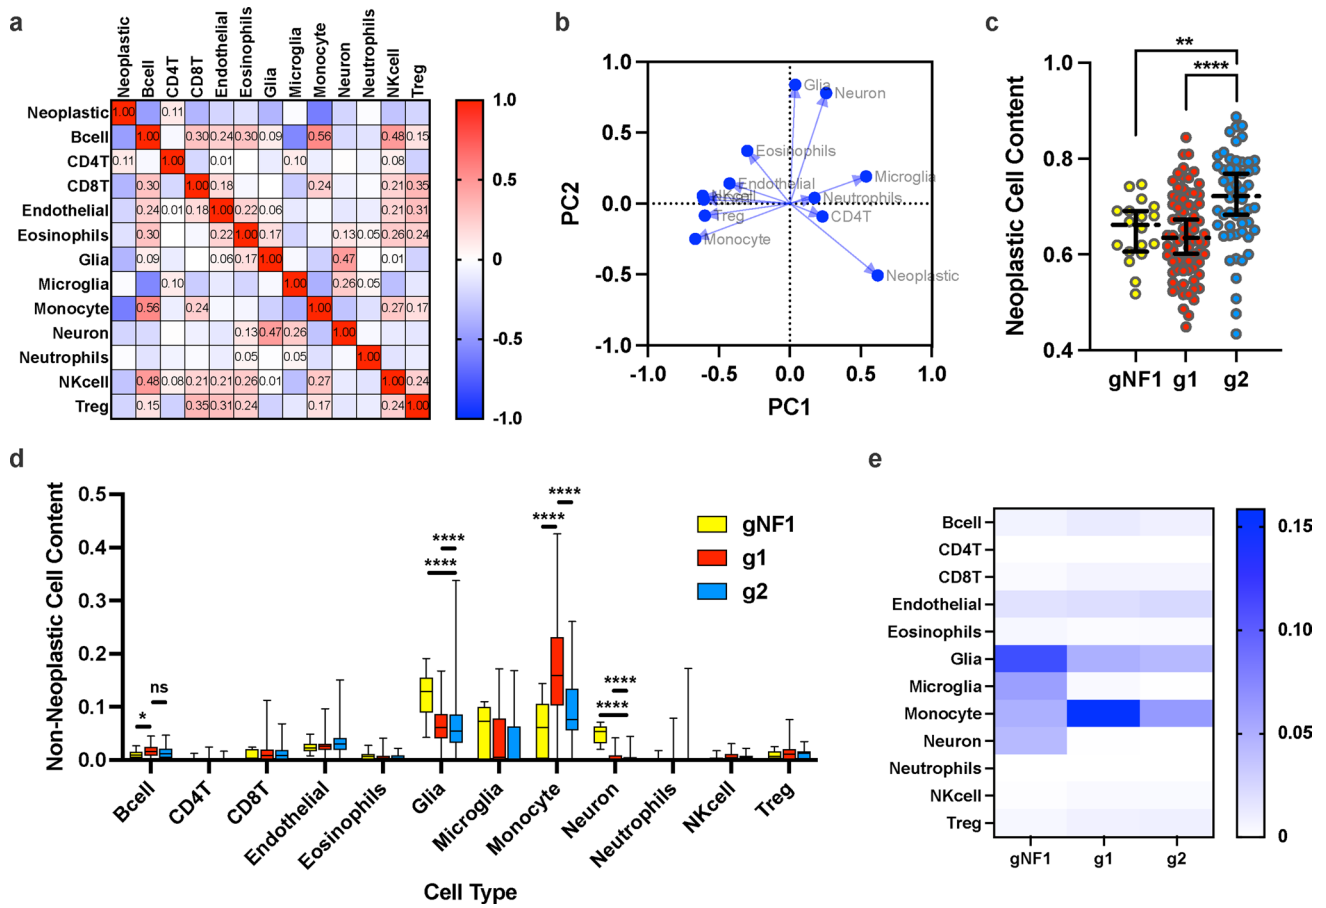 a
Neoplastic Bcell CD4T CD8T Endothelial Eosinophils Glia Microglia Monocyte Neuron Neutrophils NKcell Treg
Neoplastic 1.00 0.11
Bcell 1.00 0.30 0.24 0.30 0.09 0.56 0.48 0.15
CD4T 0.11 1.00 0.01 0.10 0.08
CD8T 0.30 1.00 0.18 0.24 0.21 0.35
Endothelial 0.24 0.01 0.18 1.00 0.22 0.06 0.21 0.31
Eosinophils 0.30 0.22 1.00 0.17 0.13 0.05 0.26 0.24
Glia 0.09 0.06 0.17 1.00 0.47 0.01
Microglia 0.10 1.00 0.26 0.05
Monocyte 0.56 0.24 1.00 0.27 0.17
Neuron 0.13 0.47 0.26 1.00
Neutrophils 0.05 0.05 1.00
NKcell 0.48 0.08 0.21 0.21 0.26 0.01 0.27 1.00 0.24
Treg 0.15 0.35 0.31 0.24 0.17 0.24 1.00
1.0
0.5
0
-0.5
-1.0
b
PC2
1.0
0.5
0.0
-0.5
-1.0
Glia
Neuron
Eosinophils
Endothelial
Microglia
Neutrophils
Treg
CD4T
Monocyte
Neoplastic
-1.0 -0.5 0.0 0.5 1.0
PC1
c
Neoplastic Cell Content
**
****
1.0
0.8
0.6
0.4
gNF1 g1 g2
d
Non-Neoplastic Cell Content
0.5
0.4
0.3
0.2
0.1
0.0
* ns
**** ****
**** ****
**** ****
gNF1
g1
g2
Bcell CD4T CD8T Endothelial Eosinophils Glia Microglia Monocyte Neuron Neutrophils NKcell Treg
Cell Type
e
Bcell
CD4T
CD8T
Endothelial
Eosinophils
Glia
Microglia
Monocyte
Neuron
Neutrophils
NKcell
Treg
gNF1 g1 g2
0.15
0.10
0.05
0